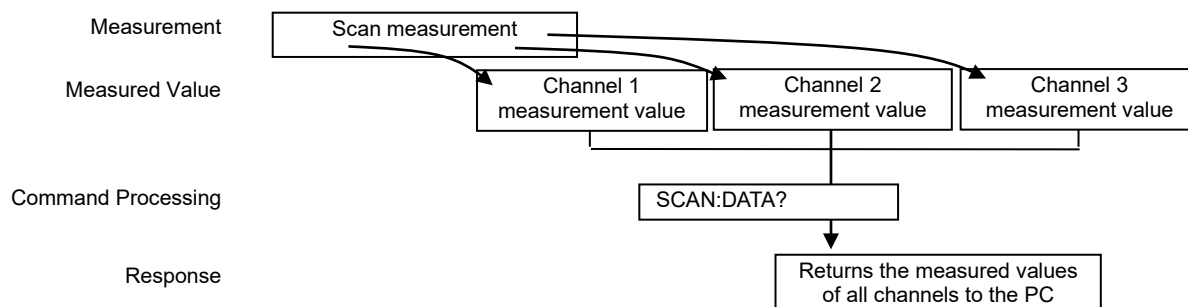 Measurement
Scan measurement
Measured Value
Channel 1
measurement value
Channel 2
measurement value
Channel 3
measurement value
Command Processing
SCAN:DATA?
Response
Returns the measured values
of all channels to the PC